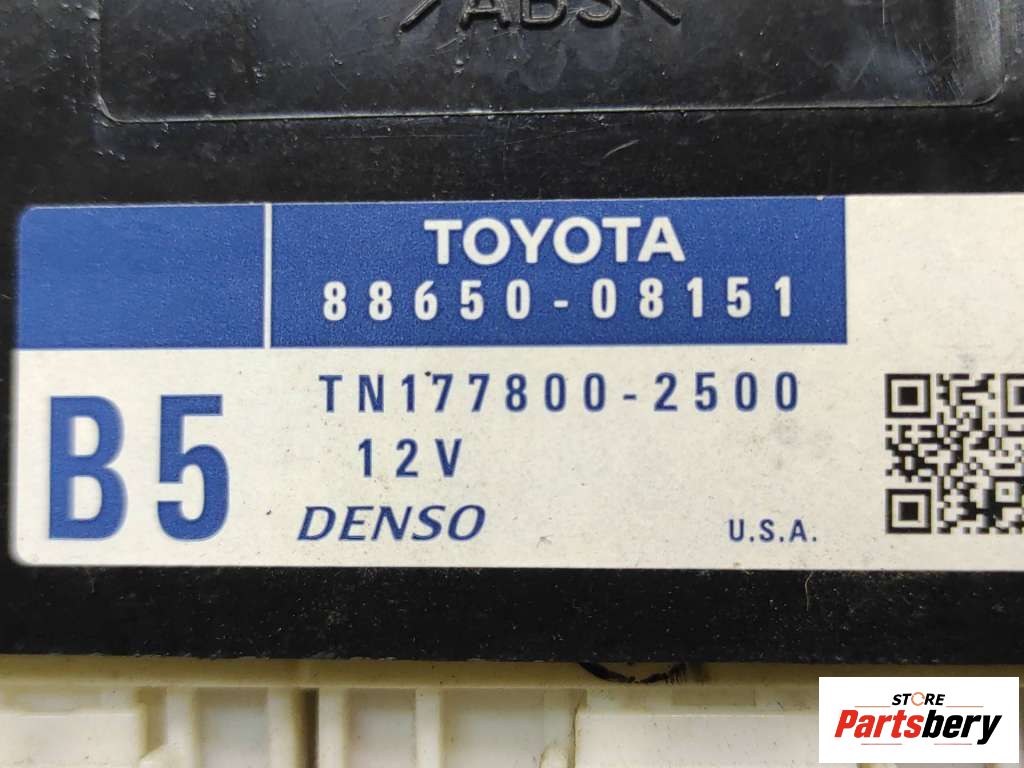 >ABS<
TOYOTA
88650-08151
B5
TN177800-2500
12V
DENSO
U.S.A.
STORE
Partsbery